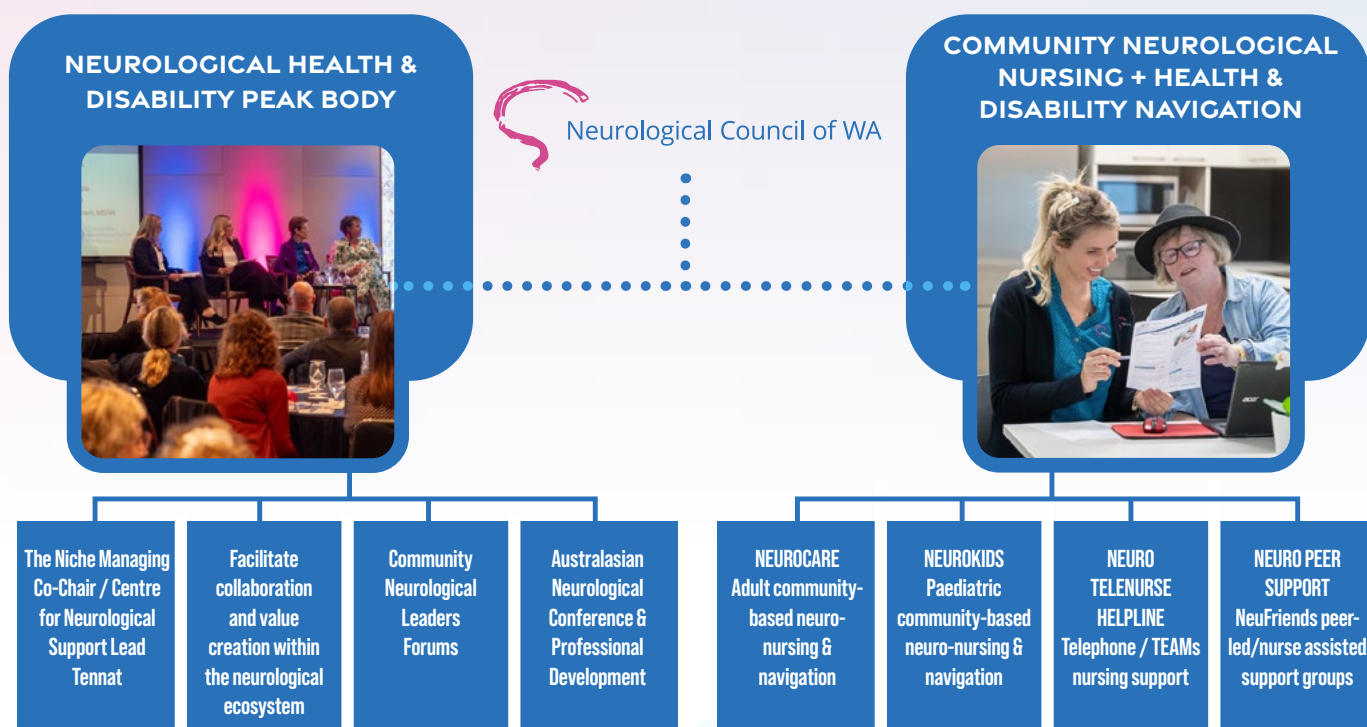 NEUROLOGICAL HEALTH &
DISABILITY PEAK BODY
Neurological Council of WA
COMMUNITY NEUROLOGICAL
NURSING + HEALTH &
DISABILITY NAVIGATION
The Niche Managing
Co-Chair / Centre
for Neurological
Support Lead
Tennat
Facilitate
collaboration
and value
creation within
the neurological
ecosystem
Community
Neurological
Leaders
Forums
Australasian
Neurological
Conference &
Professional
Development
NEUROCARE
Adult community-
based neuro-
nursing &
navigation
NEUROKIDS
Paediatric
community-based
neuro-nursing &
navigation
NEURO
TELENURSE
HELPLINE
Telephone / TEAMs
nursing support
NEURO PEER
SUPPORT
NeuFriends peer-
led/nurse assisted
support groups
acer